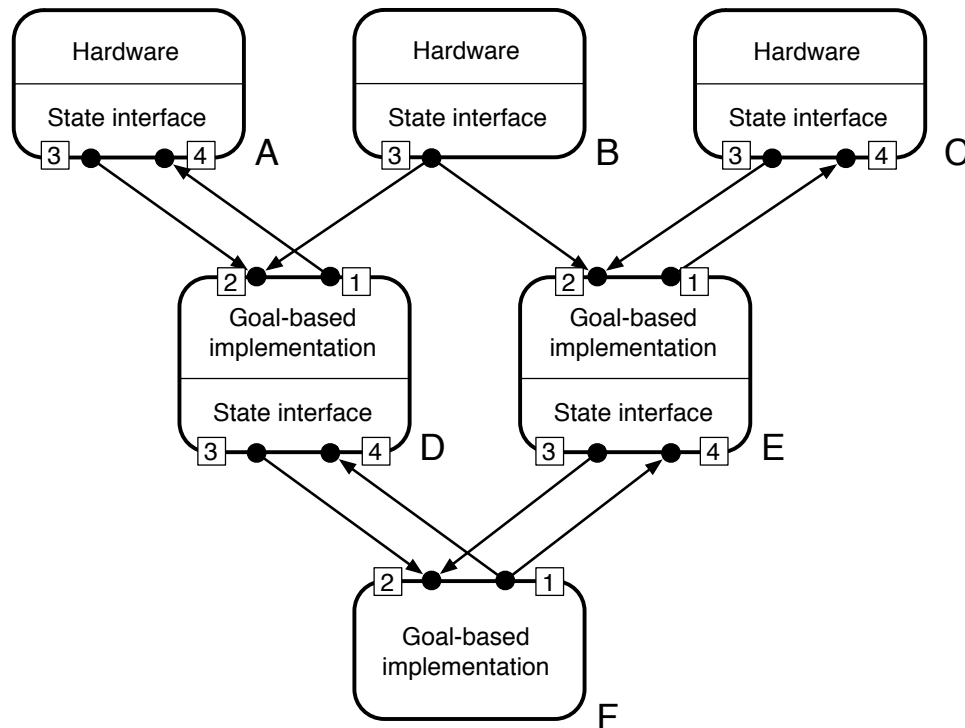 Hardware
Hardware
Hardware
State interface
State interface
State interface
3
4
A
3
B
3
4
C
2
1
2
1
Goal-based
implementation
Goal-based
implementation
State interface
State interface
3
4
D
3
4
E
2
1
Goal-based
implementation
F